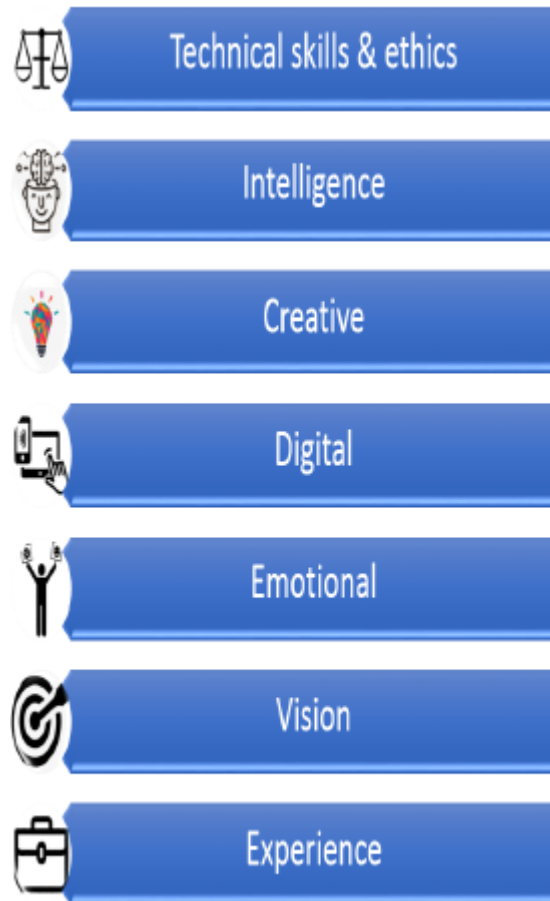 Technical skills & ethics
Intelligence
Creative
Digital
Emotional
Vision
Experience